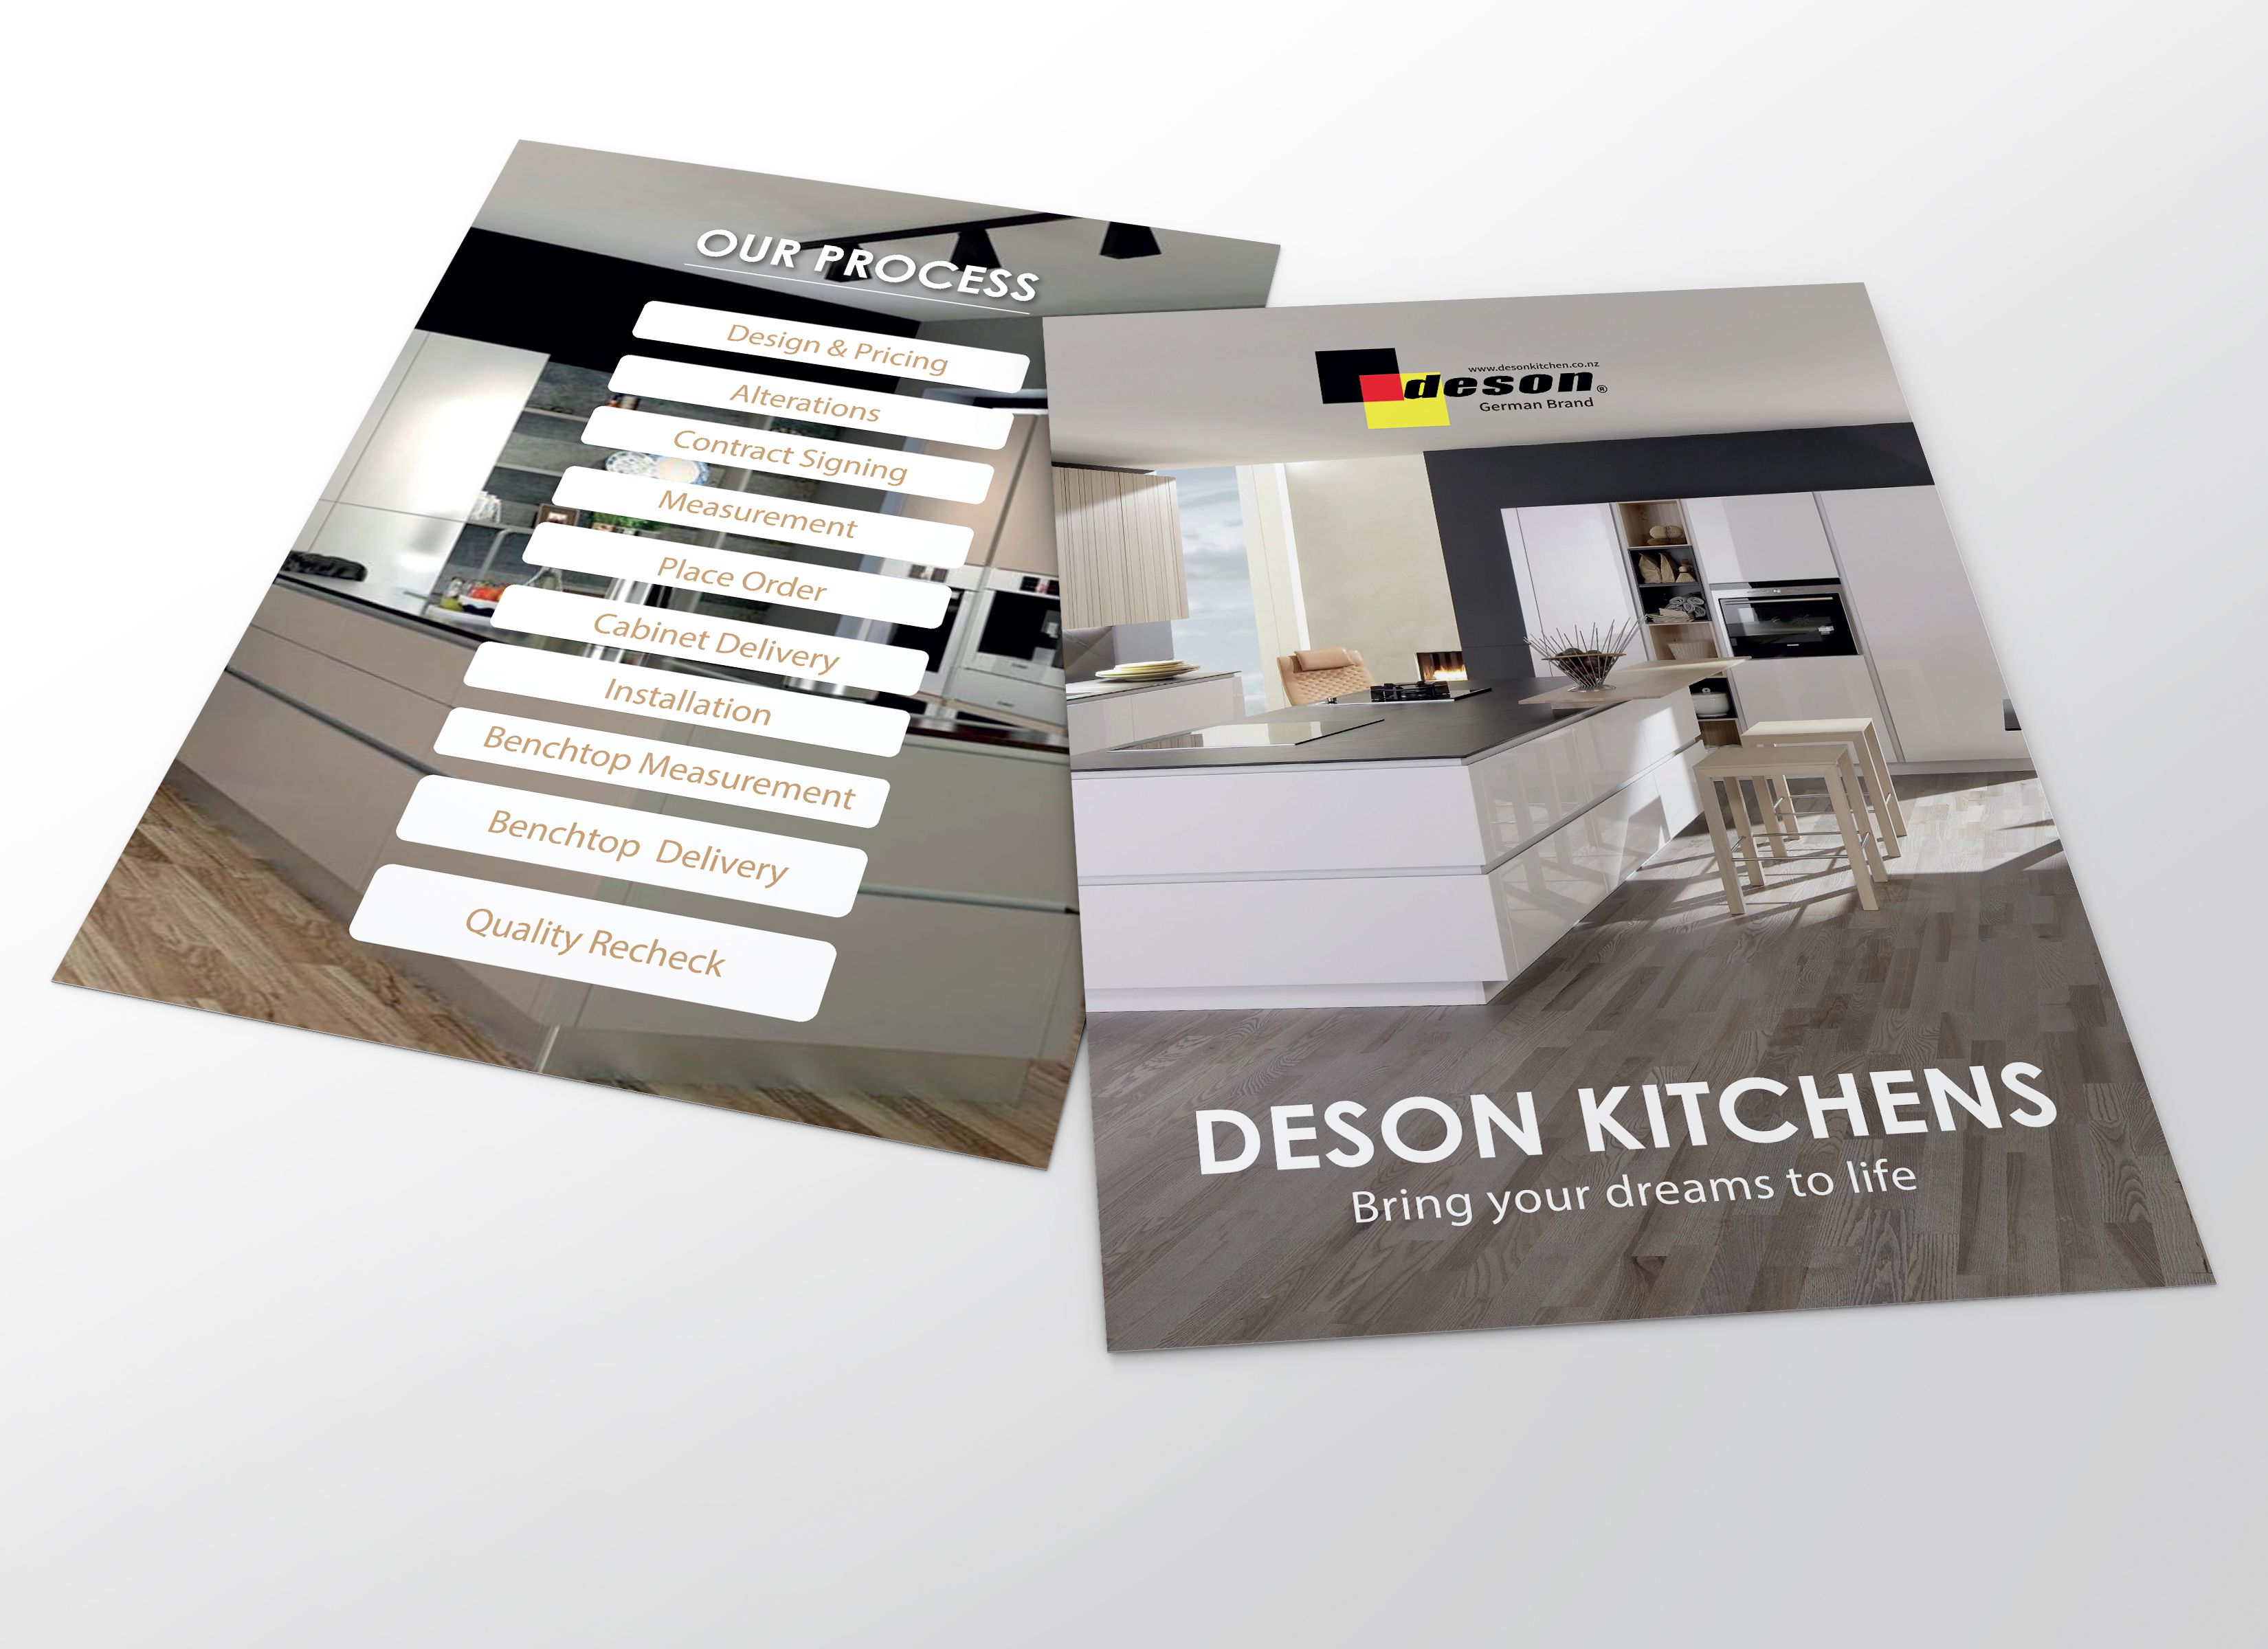 OUR PROCESS
Design & Pricing
Alterations
Contract Signing
Measurement
Place Order
Cabinet Delivery
Installation
Benchtop Measurement
Benchtop Delivery
Quality Recheck
www.desonkitchen.co.nz
deson®
German Brand
DESON KITCHENS
Bring your dreams to life